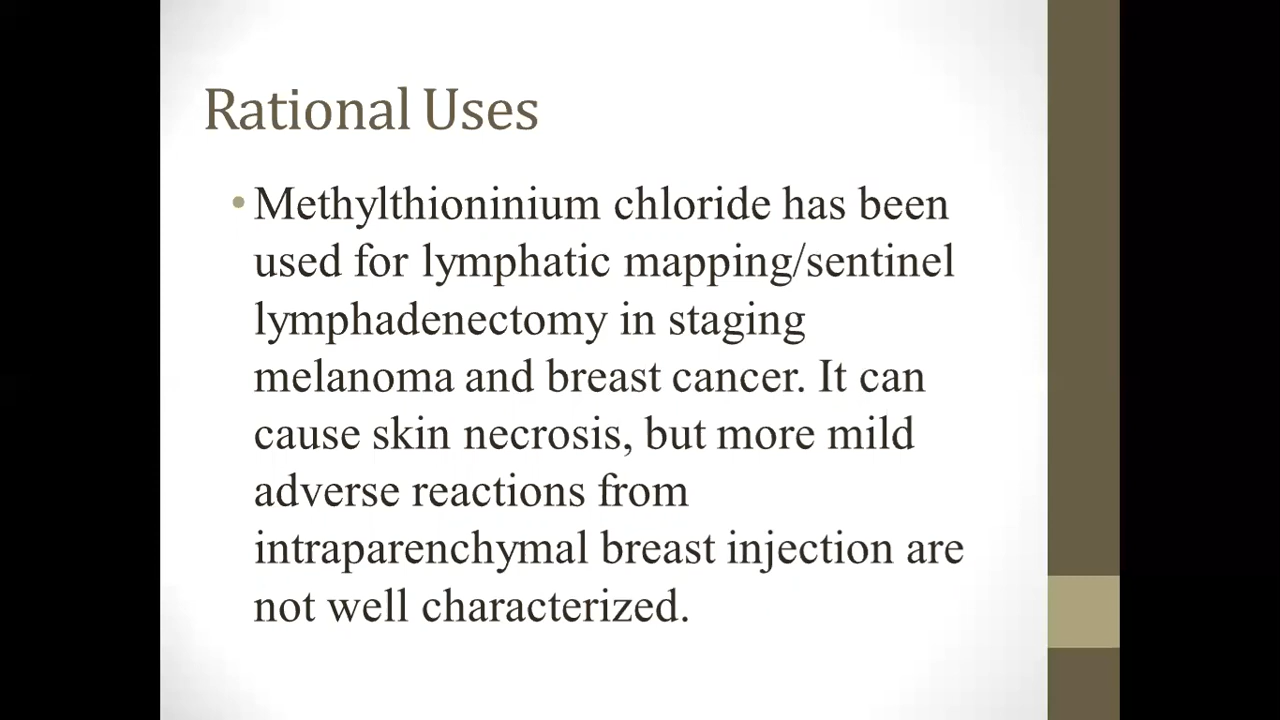 Rational Uses
• Methylthioninium chloride has been
used for lymphatic mapping/sentinel
lymphadenectomy in staging
melanoma and breast cancer. It can
cause skin necrosis, but more mild
adverse reactions from
intraparenchymal breast injection are
not well characterized.